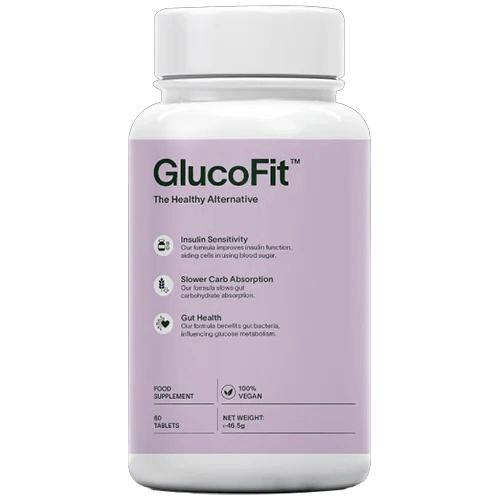 GlucoFit™
The Healthy Alternative
Insulin Sensitivity
Our formula improves insulin function,
aiding cells in using blood sugar.
Slower Carb Absorption
Our formula slows gut
carbohydrate absorption.
Gut Health
Our formula benefits gut bacteria,
influencing glucose metabolism.
FOOD
SUPPLEMENT
100%
VEGAN
60
TABLETS
NET WEIGHT:
~46.5g